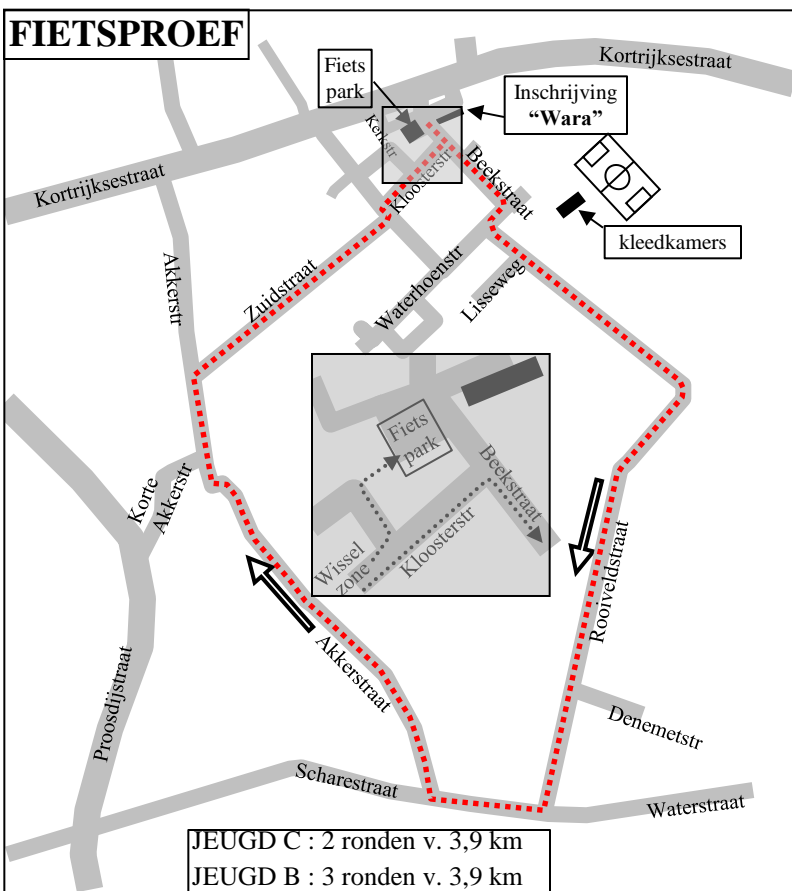 FIETSPROEF
Kortrijksestraat
Fiets
park
Inschrijving
“Wara”
Kerkstr
Kloosterstr
Beekstraat
Kortrijksestraat
kleedkamers
Akkerstr
Zuidstraat
Waterhoenstr
Lisseweg
Fiets
park
Beekstraat
Korte
Akkerstr
Kloosterstr
Wissel
zone
Rooiveldstraat
Akkerstraat
Proosdijstraat
Denemetstr
Scharestraat
Waterstraat
JEUGD C : 2 ronden v. 3,9 km
JEUGD B : 3 ronden v. 3,9 km